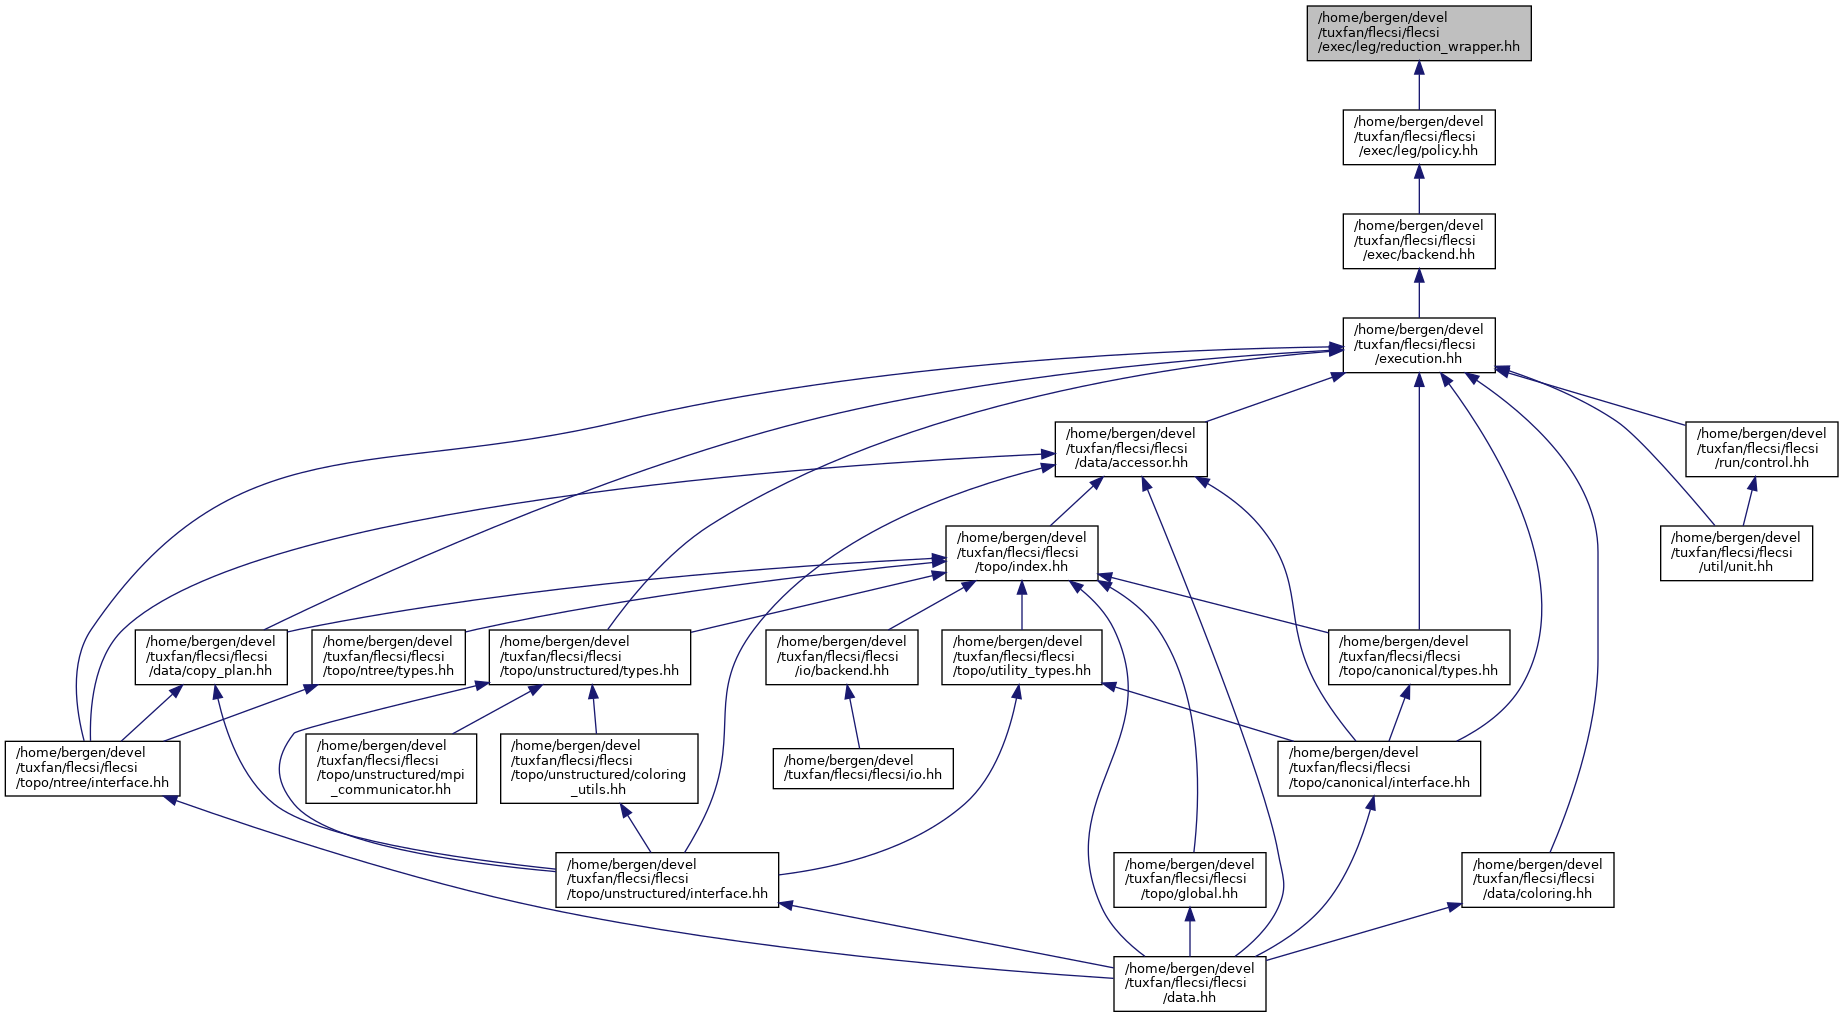 /home/bergen/devel
/tuxfan/flecsi/flecsi
/exec/leg/reduction_wrapper.hh
/home/bergen/devel
/tuxfan/flecsi/flecsi
/exec/leg/policy.hh
/home/bergen/devel
/tuxfan/flecsi/flecsi
/exec/backend.hh
/home/bergen/devel
/tuxfan/flecsi/flecsi
/execution.hh
/home/bergen/devel
/tuxfan/flecsi/flecsi
/data/accessor.hh
/home/bergen/devel
/tuxfan/flecsi/flecsi
/run/control.hh
/home/bergen/devel
/tuxfan/flecsi/flecsi
/topo/index.hh
/home/bergen/devel
/tuxfan/flecsi/flecsi
/util/unit.hh
/home/bergen/devel
/tuxfan/flecsi/flecsi
/data/copy_plan.hh
/home/bergen/devel
/tuxfan/flecsi/flecsi
/topo/ntree/types.hh
/home/bergen/devel
/tuxfan/flecsi/flecsi
/topo/unstructured/types.hh
/home/bergen/devel
/tuxfan/flecsi/flecsi
/io/backend.hh
/home/bergen/devel
/tuxfan/flecsi/flecsi
/topo/utility_types.hh
/home/bergen/devel
/tuxfan/flecsi/flecsi
/topo/canonical/types.hh
/home/bergen/devel
/tuxfan/flecsi/flecsi
/topo/ntree/interface.hh
/home/bergen/devel
/tuxfan/flecsi/flecsi
/topo/unstructured/mpi
_communicator.hh
/home/bergen/devel
/tuxfan/flecsi/flecsi
/topo/unstructured/coloring
_utils.hh
/home/bergen/devel
/tuxfan/flecsi/flecsi/io.hh
/home/bergen/devel
/tuxfan/flecsi/flecsi
/topo/canonical/interface.hh
/home/bergen/devel
/tuxfan/flecsi/flecsi
/topo/unstructured/interface.hh
/home/bergen/devel
/tuxfan/flecsi/flecsi
/topo/global.hh
/home/bergen/devel
/tuxfan/flecsi/flecsi
/data/coloring.hh
/home/bergen/devel
/tuxfan/flecsi/flecsi
/data.hh